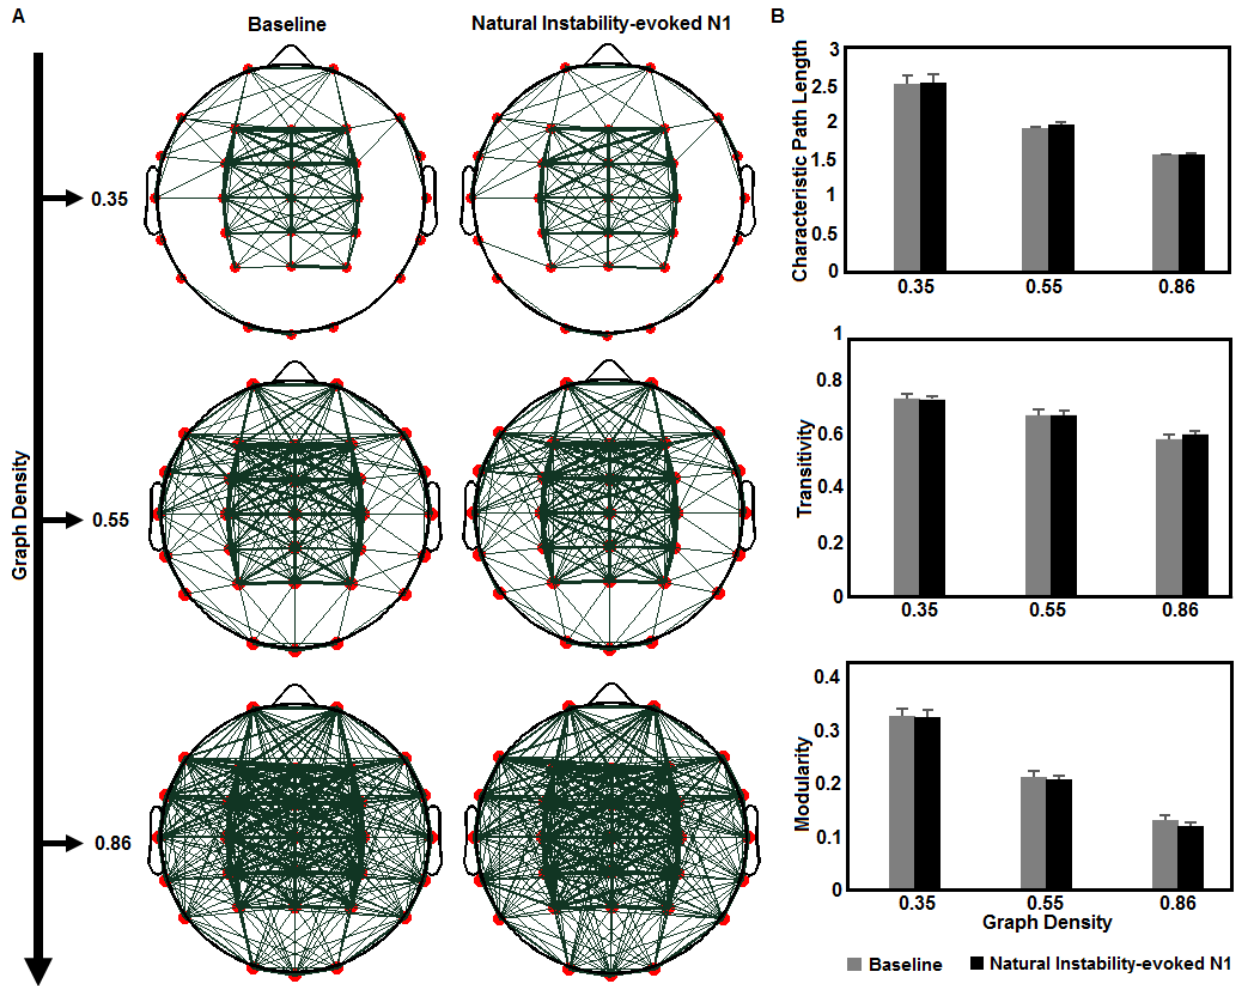 A
Baseline
Natural Instability-evoked N1
Graph Density
0.35
0.55
0.86
B
Characteristic Path Length
3
2.5
2
1.5
1
0.5
0
0.35 0.55 0.86
Transitivity
1
0.8
0.6
0.4
0.2
0
0.35 0.55 0.86
Modularity
0.4
0.3
0.2
0.1
0
0.35 0.55 0.86
Graph Density
Baseline
Natural Instability-evoked N1